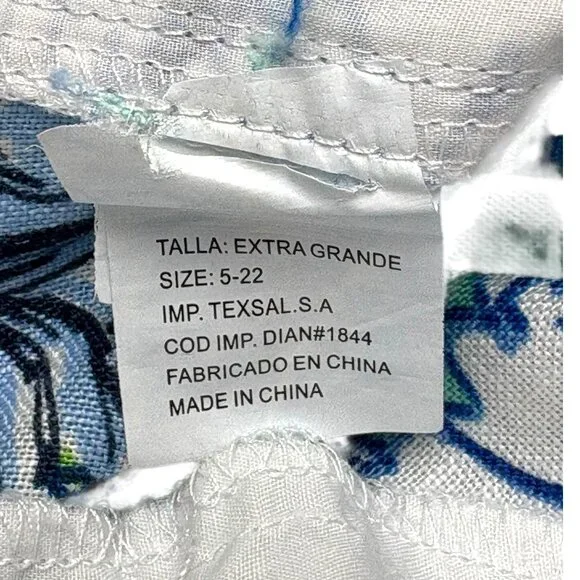 TALLA: EXTRA GRANDE
SIZE: 5-22
IMP. TEXSAL.S.A
COD IMP. DIAN#1844
FABRICADO EN CHINA
MADE IN CHINA